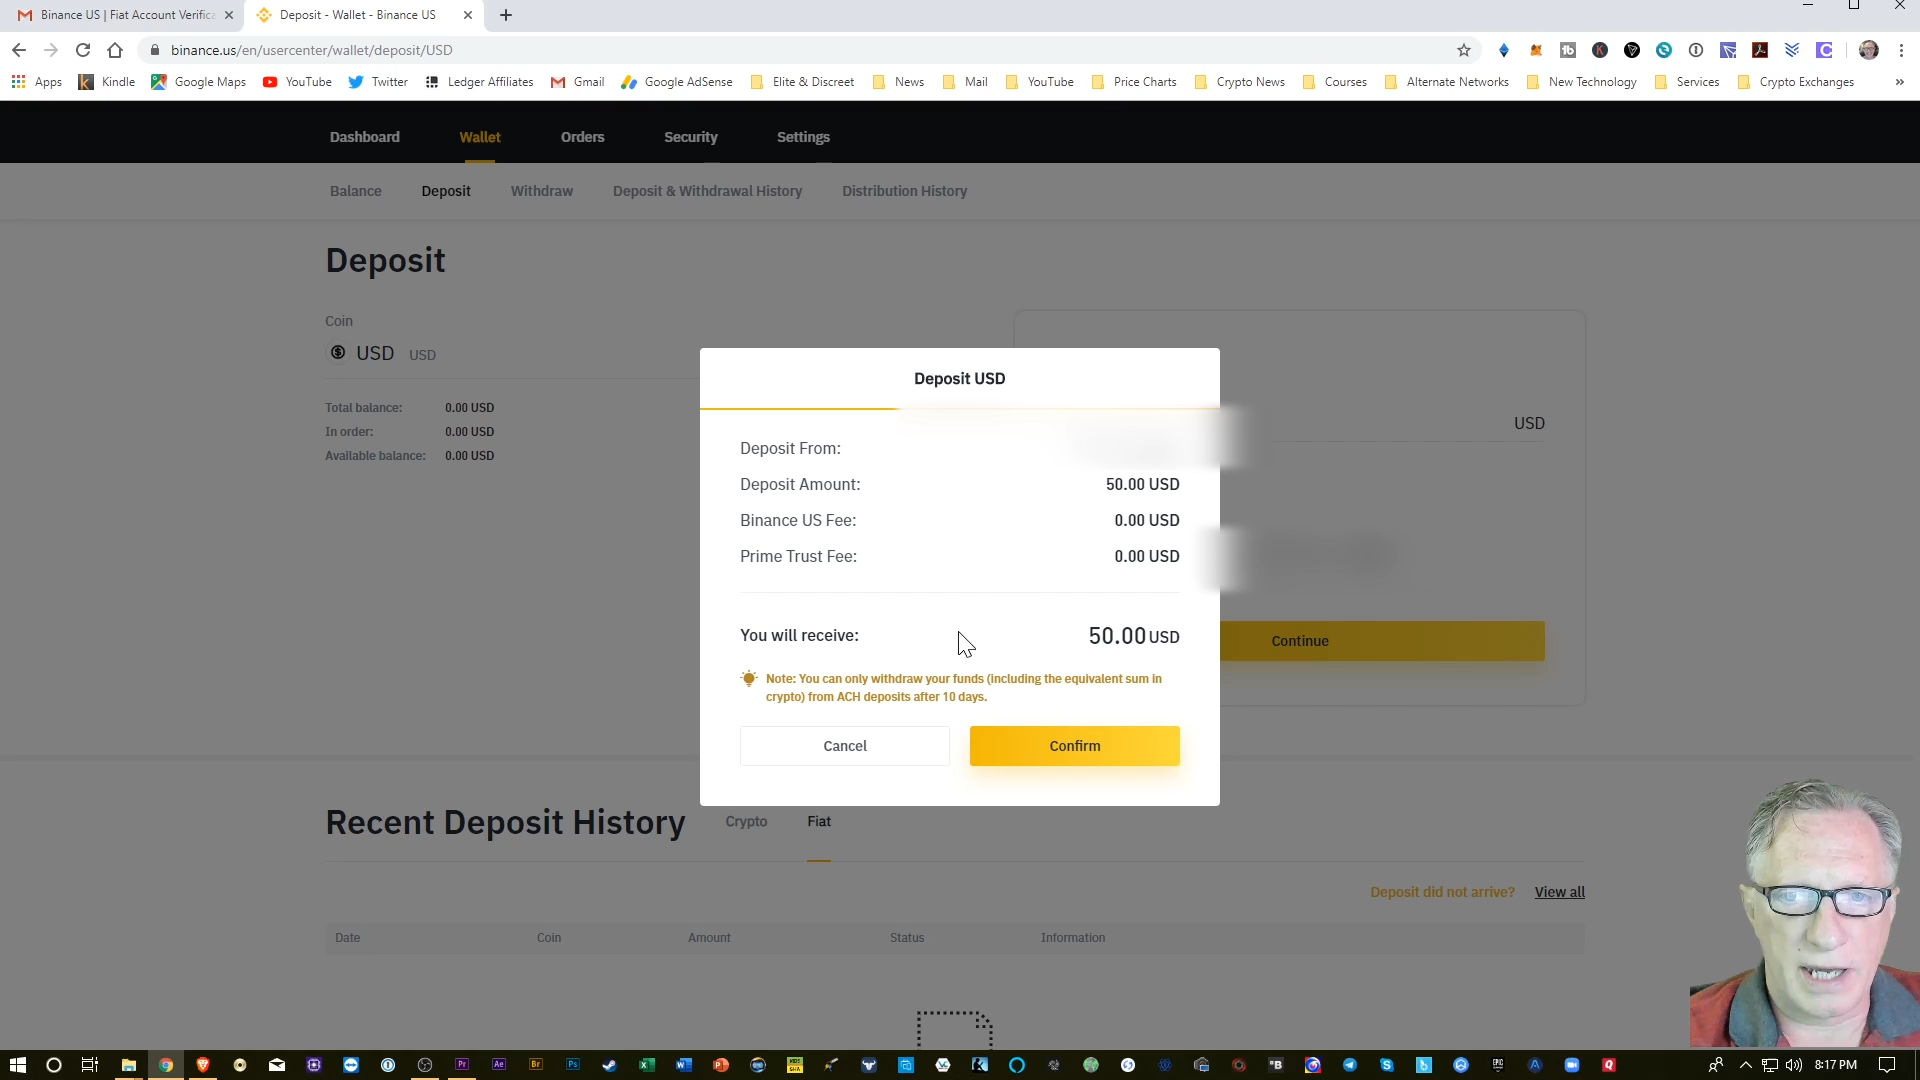 Binance US | Fiat Account Verifica
Deposit - Wallet - Binance US
binance.us/en/usercenter/wallet/deposit/USD
Apps Kindle Google Maps YouTube Twitter Ledger Affiliates Gmail Google AdSense Elite & Discreet News Mail YouTube Price Charts Crypto News Courses Alternate Networks New Technology Services Crypto Exchanges »
Dashboard Wallet Orders Security Settings
Balance Deposit Withdraw Deposit & Withdrawal History Distribution History
Deposit
Coin
USD USD
Total balance: 0.00 USD
In order: 0.00 USD
Available balance: 0.00 USD
USD
Continue
Deposit USD
Deposit From:
Deposit Amount: 50.00 USD
Binance US Fee: 0.00 USD
Prime Trust Fee: 0.00 USD
You will receive: 50.00 USD
Note: You can only withdraw your funds (including the equivalent sum in
crypto) from ACH deposits after 10 days.
Cancel Confirm
Recent Deposit History Crypto Fiat
Deposit did not arrive? View all
Date Coin Amount Status Information
8:17 PM